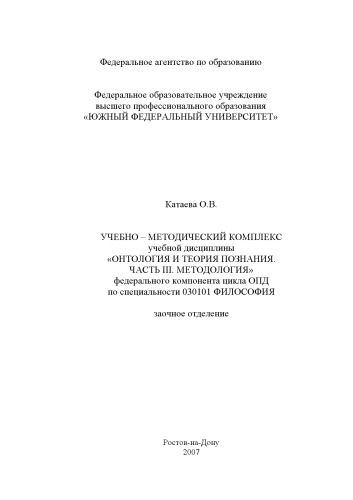 Федеральное агентство по образованию
Федеральное образовательное учреждение
высшего профессионального образования
«ЮЖНЫЙ ФЕДЕРАЛЬНЫЙ УНИВЕРСИТЕТ»
Катаева О.В.
УЧЕБНО – МЕТОДИЧЕСКИЙ КОМПЛЕКС
учебной дисциплины
«ОНТОЛОГИЯ И ТЕОРИЯ ПОЗНАНИЯ.
ЧАСТЬ III. МЕТОДОЛОГИЯ»
федерального компонента цикла ОПД
по специальности 030101 ФИЛОСОФИЯ
заочное отделение
Ростов-на-Дону
2007